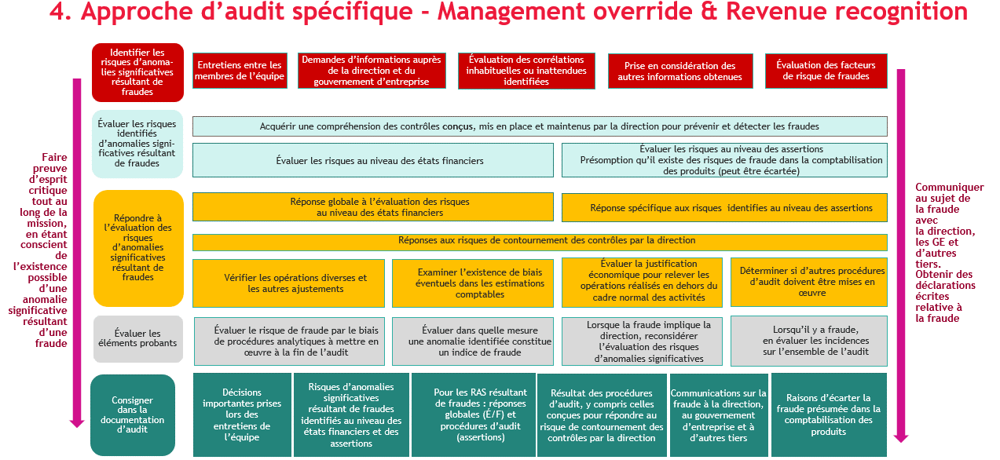 4. Approche d’audit spécifique - Management override & Revenue recognition
Identifier les
risques d’anoma-
lies significatives
résultant de
fraudes
Entretiens entre les
membres de l’équipe
Demandes d’informations auprès
de la direction et du
gouvernement d’entreprise
Évaluation des corrélations
inhabituelles ou inattendues
identifiées
Prise en considération des
autres informations obtenues
Évaluation des facteurs
de risque de fraudes
Évaluer les risques
identifiés
d’anomalies signi-
ficatives résultant
de fraudes
Acquérir une compréhension des contrôles conçus, mis en place et maintenus par la direction pour prévenir et détecter les fraudes
Évaluer les risques au niveau des états financiers
Évaluer les risques au niveau des assertions
Présomption qu’il existe des risques de fraude dans la comptabilisation
des produits (peut être écartée)
Faire
preuve
d’esprit
critique
tout au
long de la
mission,
en étant
conscient
de
l’existence
possible
d’une
anomalie
significative
résultant
d’une
fraude
Répondre à
l’évaluation des
risques
d’anomalies
significatives
résultant de
fraudes
Réponse globale à l’évaluation des risques
au niveau des états financiers
Réponse spécifique aux risques identifies au niveau des assertions
Réponses aux risques de contournement des contrôles par la direction
Vérifier les opérations diverses et
les autres ajustements
Examiner l’existence de biais
éventuels dans les estimations
comptables
Évaluer la justification
économique pour relever les
opérations réalisés en dehors du
cadre normal des activités
Déterminer si d’autres procédures
d’audit doivent être mises en
œuvre
Communiquer
au sujet de
la fraude
avec
la direction,
les GE et
d’autres
tiers.
Obtenir des
déclarations
écrites
relative à
la fraude
Évaluer les
éléments probants
Évaluer le risque de fraude par le biais
de procédures analytiques à mettre en
œuvre à la fin de l’audit
Évaluer dans quelle mesure
une anomalie identifiée constitue
un indice de fraude
Lorsque la fraude implique la
direction, reconsidérer
l’évaluation des risques
d’anomalies significatives
Lorsqu’il y a fraude,
en évaluer les incidences
sur l’ensemble de l’audit
Consigner
dans la
documentation
d’audit
Décisions
importantes prises
lors des
entretiens de
l’équipe
Risques d’anomalies
significatives
résultant de fraudes
identifiés au niveau des
états financiers et des
assertions
Pour les RAS résultant
de fraudes : réponses
globales (É/F) et
procédures d’audit
(assertions)
Résultat des procédures
d’audit, y compris celles
conçues pour répondre au
risque de contournement des
contrôles par la direction
Communications sur la
fraude à la direction,
au gouvernement
d’entreprise et à
d’autres tiers
Raisons d’écarter la
fraude présumée dans la
comptabilisation des
produits